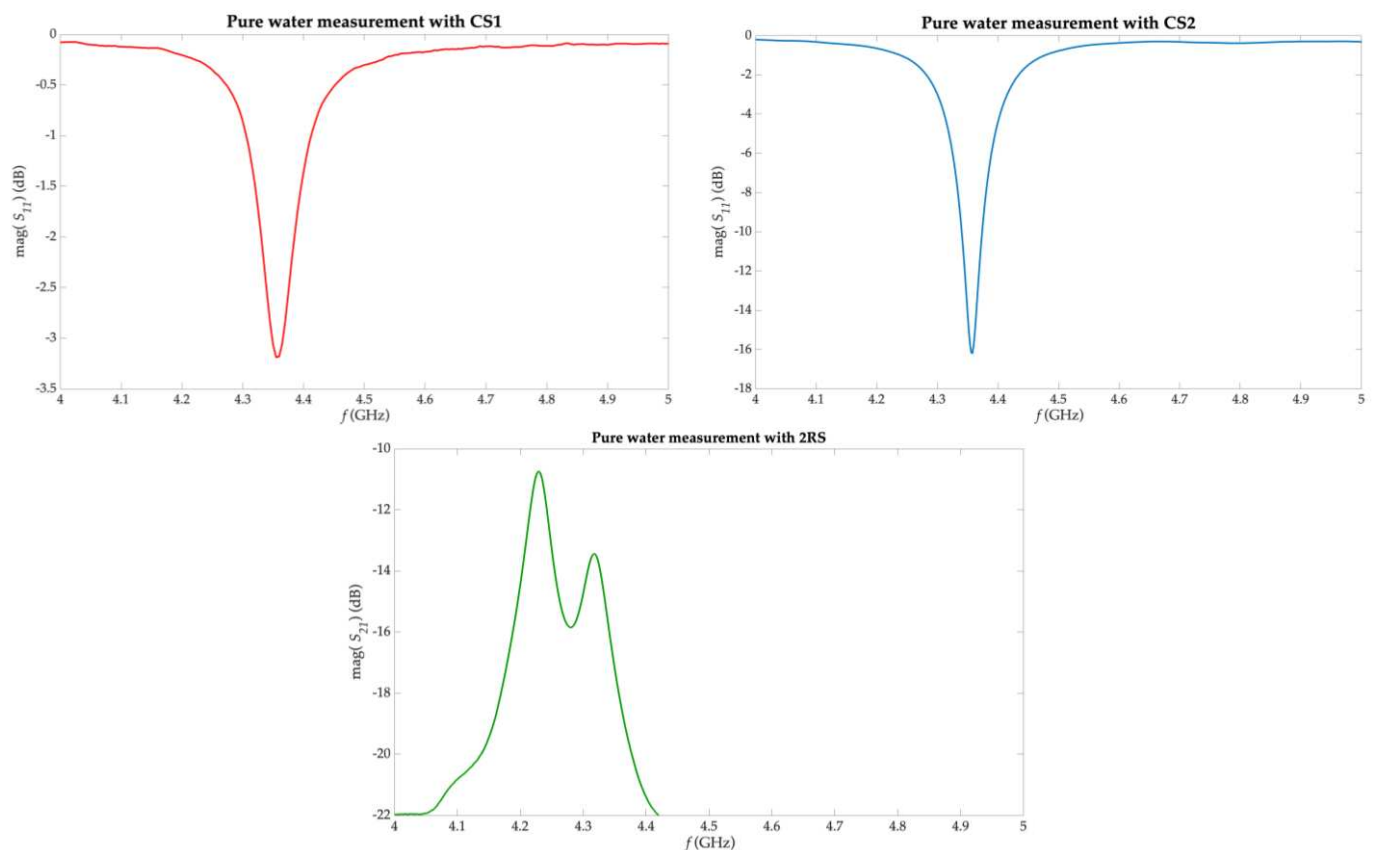 Pure water measurement with CS1
0
-0.5
-1
-1.5
-2
-2.5
-3
-3.5
mag( S11) (dB)
4 4.1 4.2 4.3 4.4 4.5 4.6 4.7 4.8 4.9 5
f (GHz)
Pure water measurement with CS2
0
-2
-4
-6
-8
-10
-12
-14
-16
-18
mag( S11) (dB)
4 4.1 4.2 4.3 4.4 4.5 4.6 4.7 4.8 4.9 5
f (GHz)
Pure water measurement with 2RS
-10
-12
-14
-16
-18
-20
-22
mag( S21) (dB)
4 4.1 4.2 4.3 4.4 4.5 4.6 4.7 4.8 4.9 5
f (GHz)